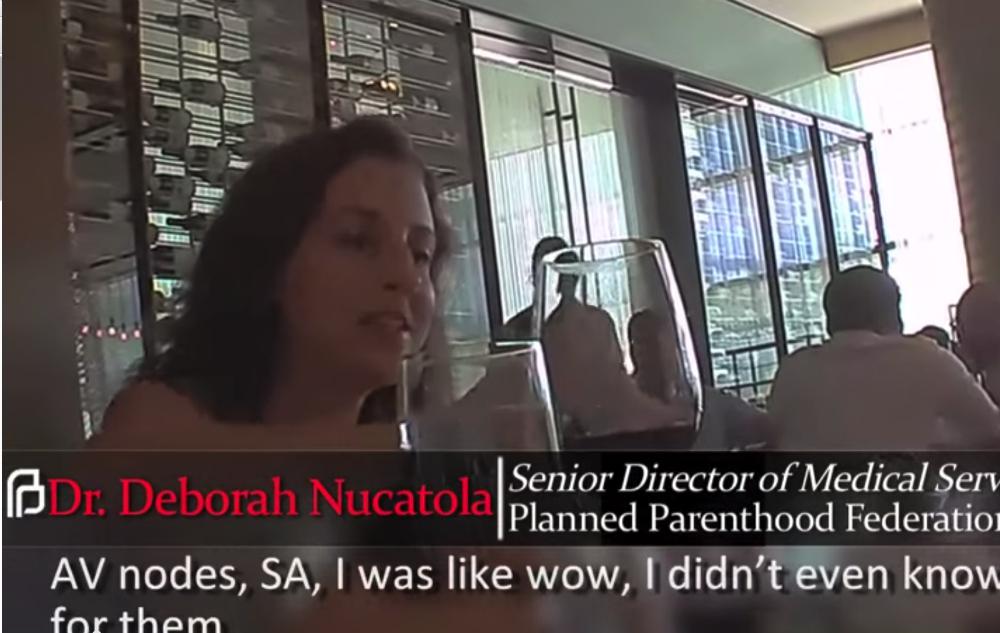 Dr. Deborah Nucatola
Senior Director of Medical Serv
Planned Parenthood Federation
AV nodes, SA, I was like wow, I didn't even know
for them